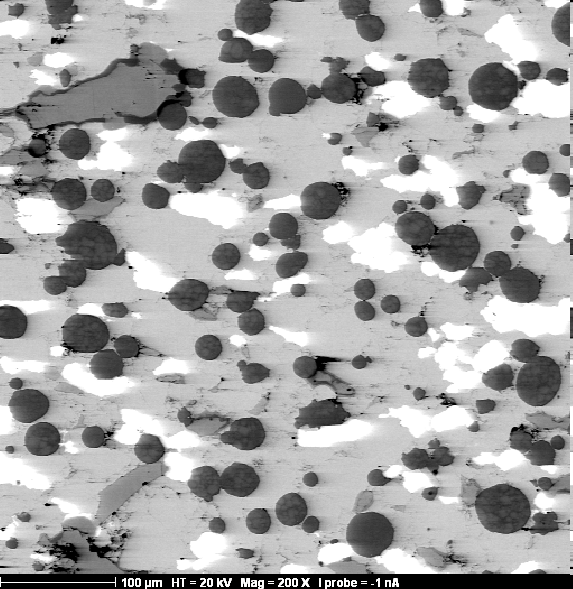 100 µm HT = 20 kV Mag = 200 X I probe = -1 nA